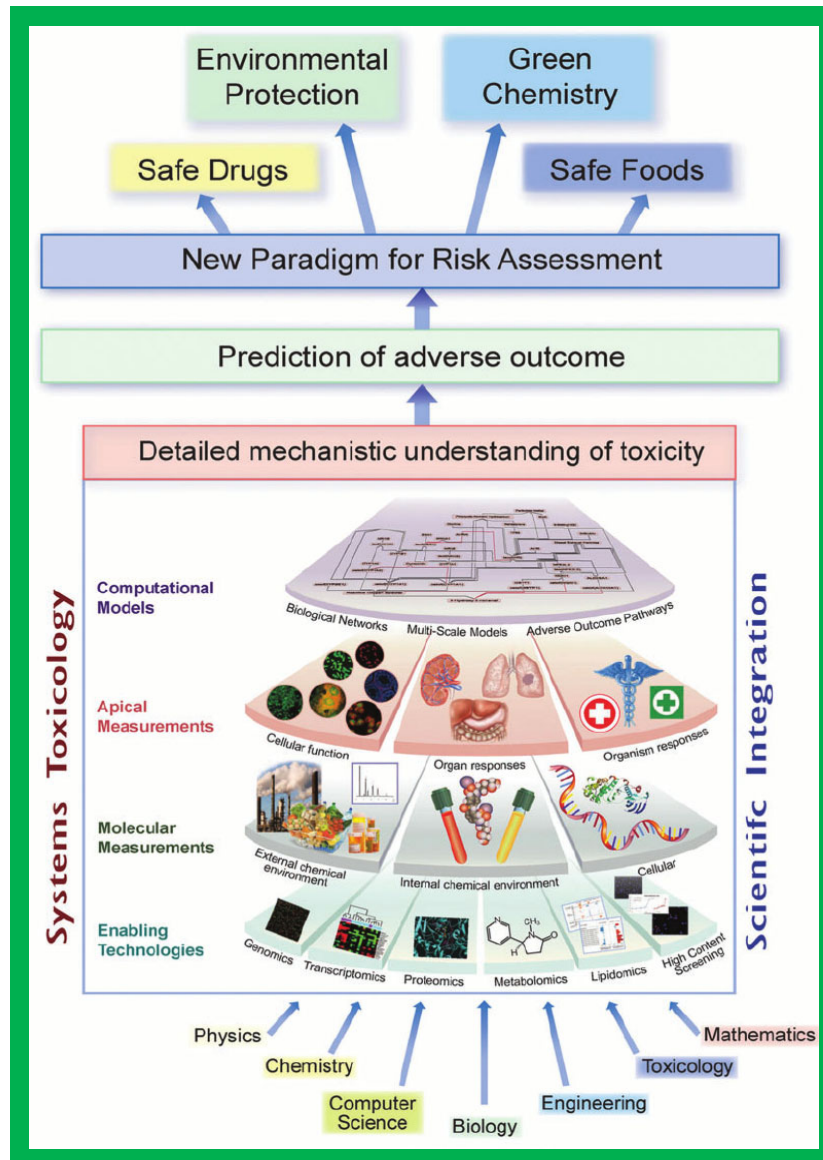 Environmental
Protection
Green
Chemistry
Safe Drugs
Safe Foods
New Paradigm for Risk Assessment
Prediction of adverse outcome
Detailed mechanistic understanding of toxicity
Systems Toxicology
Scientifc Integration
Computational
Models
Biological Networks
Multi-Scale Models
Adverse Outcome Pathways
Apical
Measurements
Cellular function
Organ responses
Organism responses
Molecular
Measurements
External chemical
environment
Internal chemical environment
Cellular
Enabling
Technologies
Genomics
Transcriptomics
Proteomics
CH3
N
N
H
O
Metabolomics
Lipidomics
High Content
Screening
Physics
Chemistry
Computer
Science
Biology
Engineering
Toxicology
Mathematics